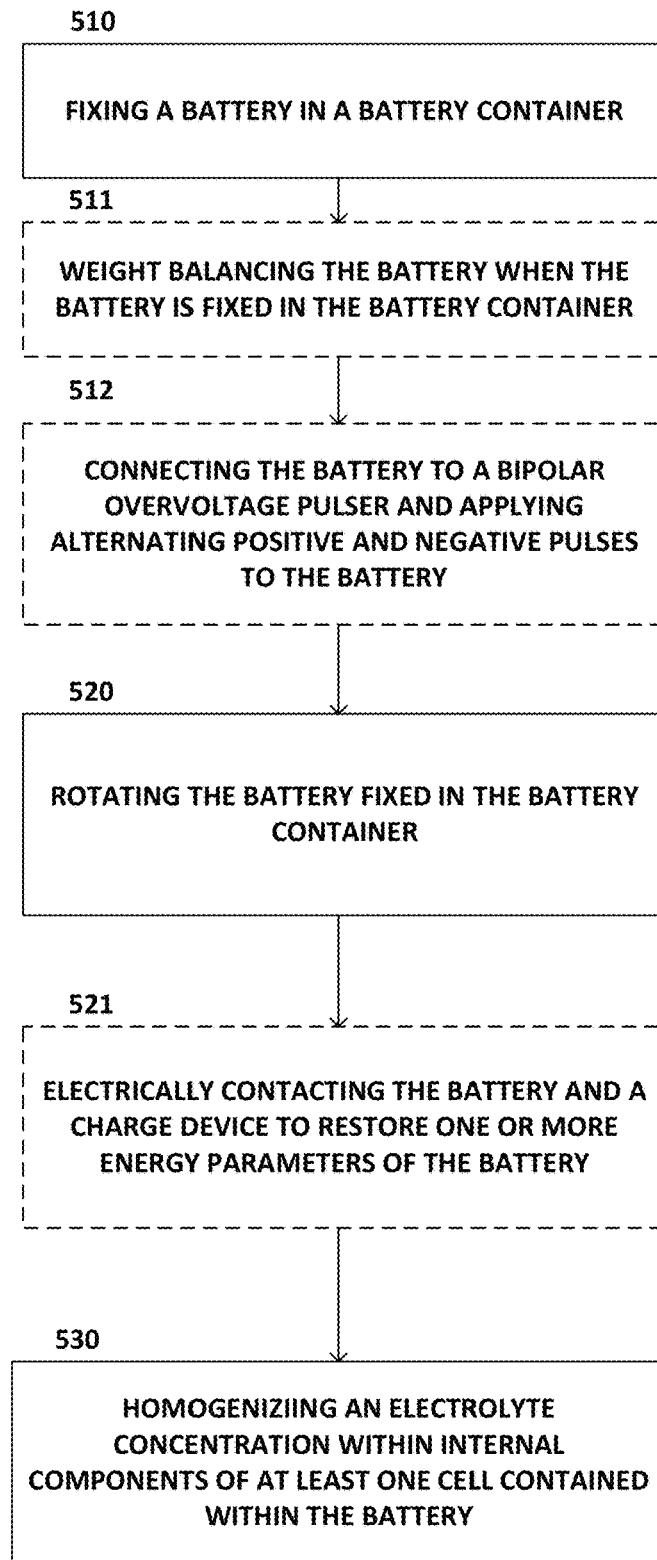 510
FIXING A BATTERY IN A BATTERY CONTAINER
511
WEIGHT BALANCING THE BATTERY WHEN THE
BATTERY IS FIXED IN THE BATTERY CONTAINER
512
CONNECTING THE BATTERY TO A BIPOLAR
OVERVOLTAGE PULSER AND APPLYING
ALTERNATING POSITIVE AND NEGATIVE PULSES
TO THE BATTERY
520
ROTATING THE BATTERY FIXED IN THE BATTERY
CONTAINER
521
ELECTRICALLY CONTACTING THE BATTERY AND A
CHARGE DEVICE TO RESTORE ONE OR MORE
ENERGY PARAMETERS OF THE BATTERY
530
HOMOGENIZIING AN ELECTROLYTE
CONCENTRATION WITHIN INTERNAL
COMPONENTS OF AT LEAST ONE CELL CONTAINED
WITHIN THE BATTERY